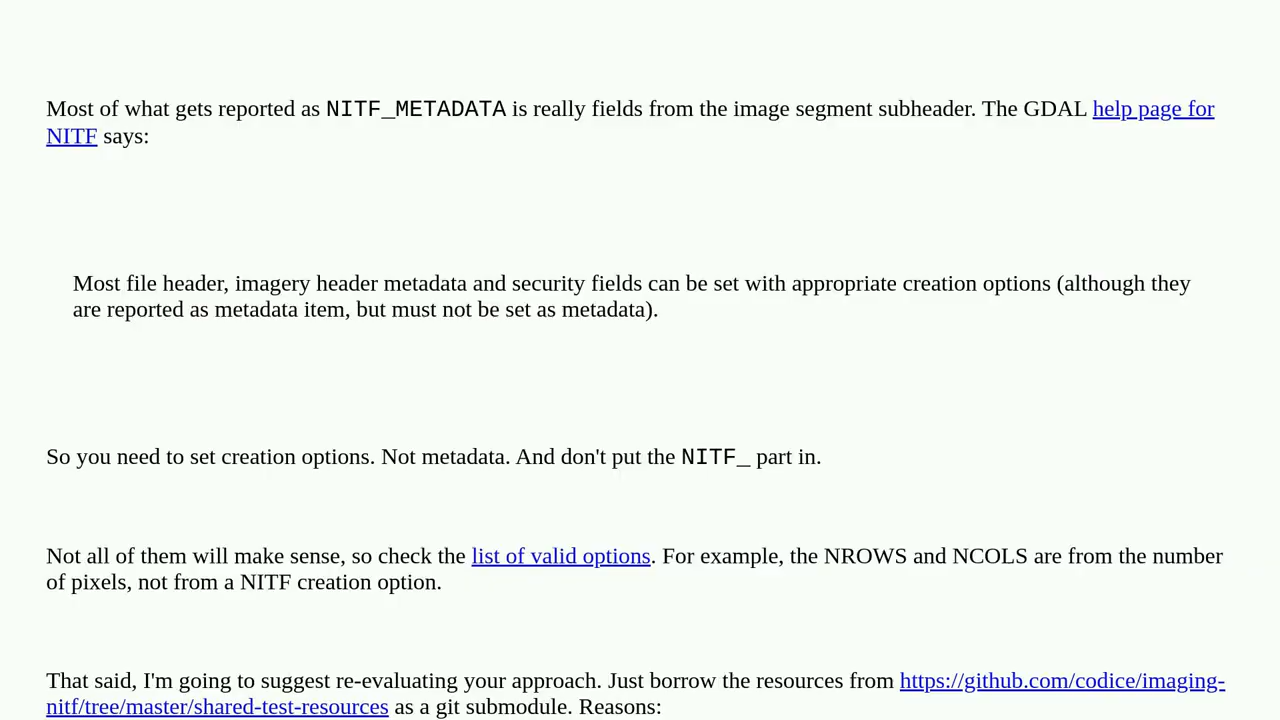 Most of what gets reported as NITF_METADATA is really fields from the image segment subheader. The GDAL help page for
NITF says:
Most file header, imagery header metadata and security fields can be set with appropriate creation options (although they
are reported as metadata item, but must not be set as metadata).
So you need to set creation options. Not metadata. And don't put the NITF_ part in.
Not all of them will make sense, so check the list of valid options. For example, the NROWS and NCOLS are from the number
of pixels, not from a NITF creation option.
That said, I'm going to suggest re-evaluating your approach. Just borrow the resources from https://github.com/codice/imaging-
nitf/tree/master/shared-test-resources as a git submodule. Reasons: